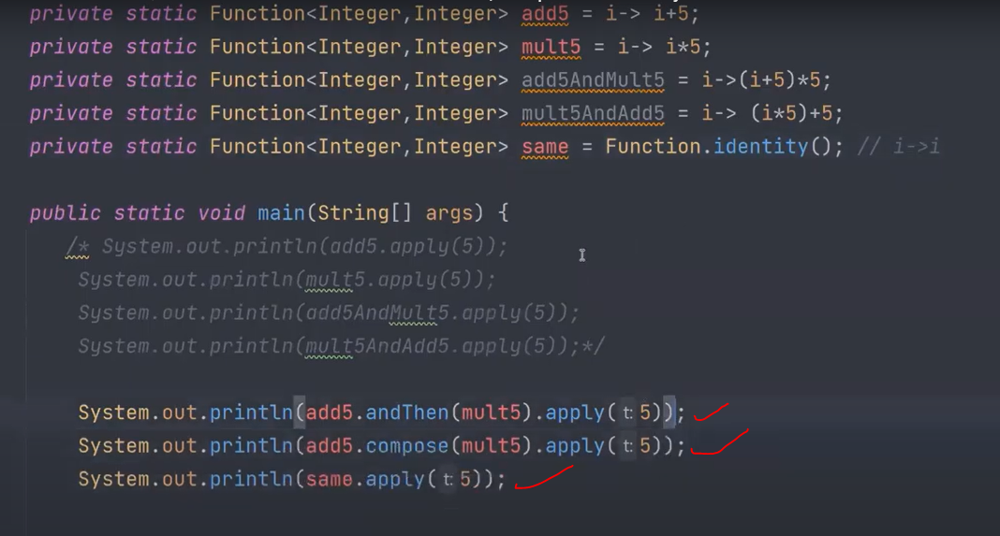 private static Function<Integer,Integer> add5 = i-> i+5;
private static Function<Integer,Integer> mult5 = i-> i*5;
private static Function<Integer,Integer> add5AndMult5 = i->(i+5)*5;
private static Function<Integer,Integer> mult5AndAdd5 = i-> (i*5)+5;
private static Function<Integer,Integer> same = Function.identity(); // i->i
public static void main(String[] args) {
/* System.out.println(add5.apply(5));
System.out.println(mult5.apply(5));
System.out.println(add5AndMult5.apply(5));
System.out.println(mult5AndAdd5.apply(5));*/
System.out.println(add5.andThen(mult5).apply( t: 5));
System.out.println(add5.compose(mult5).apply( t: 5));
System.out.println(same.apply( t: 5));